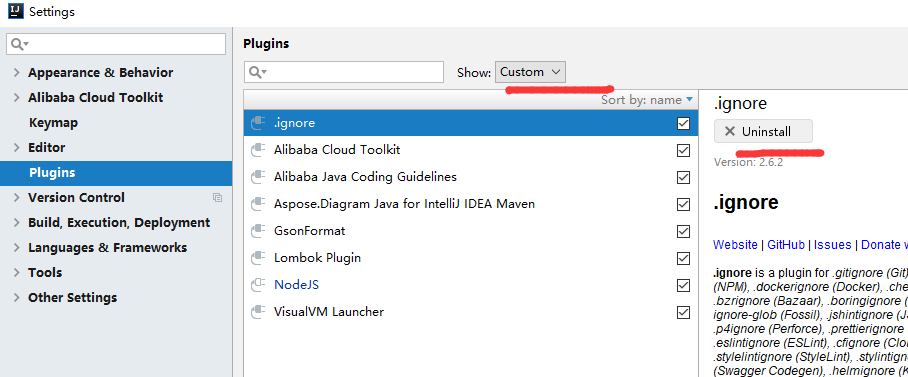 IJ Settings
Appearance & Behavior
Alibaba Cloud Toolkit
Keymap
Editor
Plugins
Version Control
Build, Execution, Deployment
Languages & Frameworks
Tools
Other Settings
Plugins
Show: Custom
Sort by: name
.ignore
Alibaba Cloud Toolkit
Alibaba Java Coding Guidelines
Aspose.Diagram Java for IntelliJ IDEA Maven
GsonFormat
Lombok Plugin
NodeJS
VisualVM Launcher
.ignore
Uninstall
Version: 2.6.2
.ignore
Website | GitHub | Issues | Donate w
.ignore is a plugin for .gitignore (Git)
(NPM), .dockerignore (Docker), .che
.bzrignore (Bazaar), .boringignore (
ignore-glob (Fossil), .jshintignore (J
.p4ignore (Perforce), .prettierignore
.eslintignore (ESLint), .cfignore (Clo
.stylelintignore (StyleLint), .stylintig
(Swagger Codegen), .helmignore (K